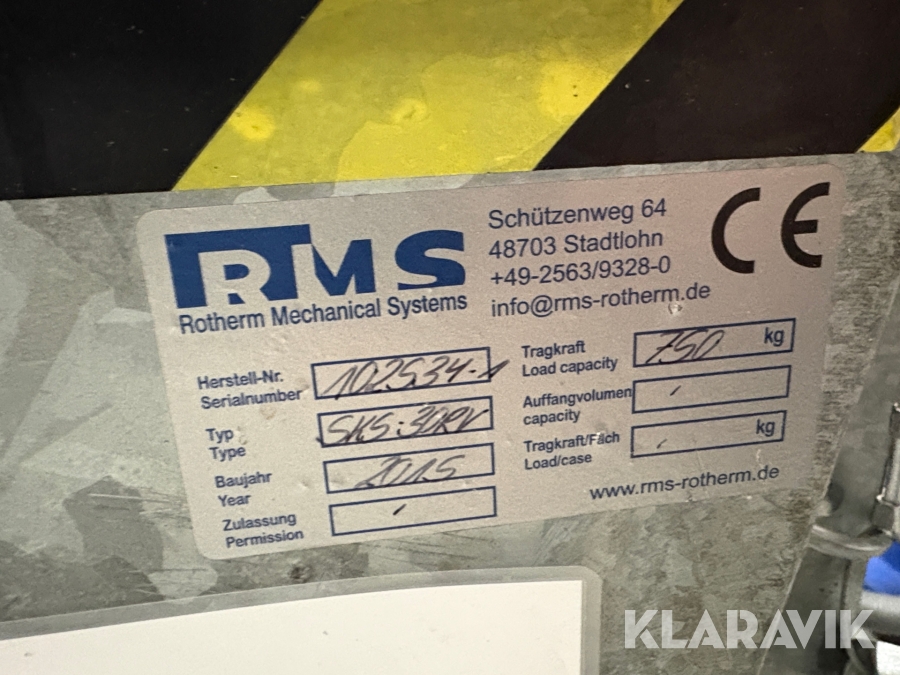 RMS
Rotherm Mechanical Systems
Schützenweg 64
48703 Stadtlohn
+49-2563/9328-0
info@rms-rotherm.de
CE
Herstell-Nr. 102534-1
Serialnumber
Typ SKS-30RV
Type
Baujahr 2015
Year
Zulassung
Permission
Tragkraft 750 kg
Load capacity
Auffangvolumen
capacity
Tragkraft/Fach kg
Load/case
www.rms-rotherm.de
KLARAVIK